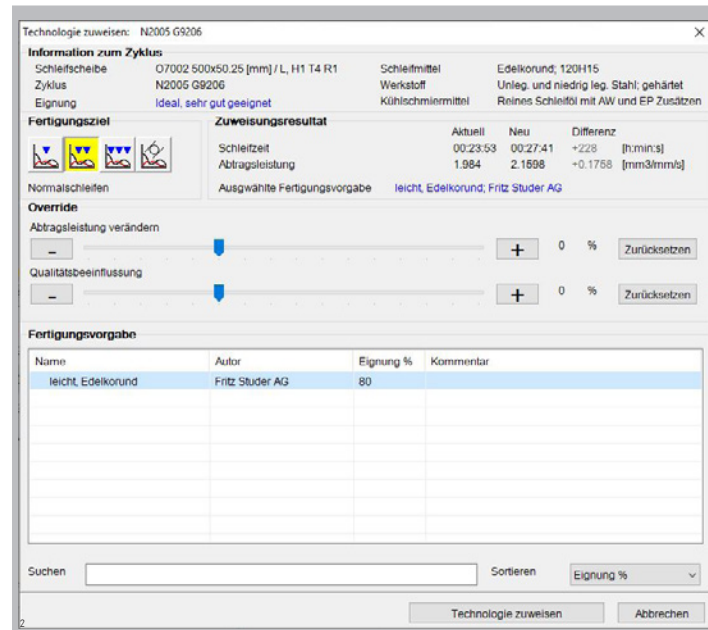 Technologie zuweisen: N2005 G9206
Information zum Zyklus
Schleifscheibe O7002 500x50.25 [mm] / L, H1 T4 R1 Schleifmittel Edelkorund; 120H15
Zyklus N2005 G9206 Werkstoff Unleg. und niedrig leg. Stahl; gehärtet
Eignung Ideal, sehr gut geeignet Kühlschmiermittel Reines Schleiföl mit AW und EP Zusätzen
Fertigungsziel Zuweisungsresultat
Aktuell Neu Differenz
Schleifzeit 00:23:53 00:27:41 +228 [h:min:s]
Abtragsleistung 1.984 2.1598 +0.1758 [mm3/mm/s]
Normalschleifen Ausgwählte Fertigungsvorgabe leicht, Edelkorund; Fritz Studer AG
Override
Abtragsleistung verändern
– + 0 % Zurücksetzen
Qualitätsbeeinflussung
– + 0 % Zurücksetzen
Fertigungsvorgabe
Name Autor Eignung % Kommentar
leicht, Edelkorund Fritz Studer AG 80
Suchen Sortieren Eignung %
Technologie zuweisen Abbrechen
2